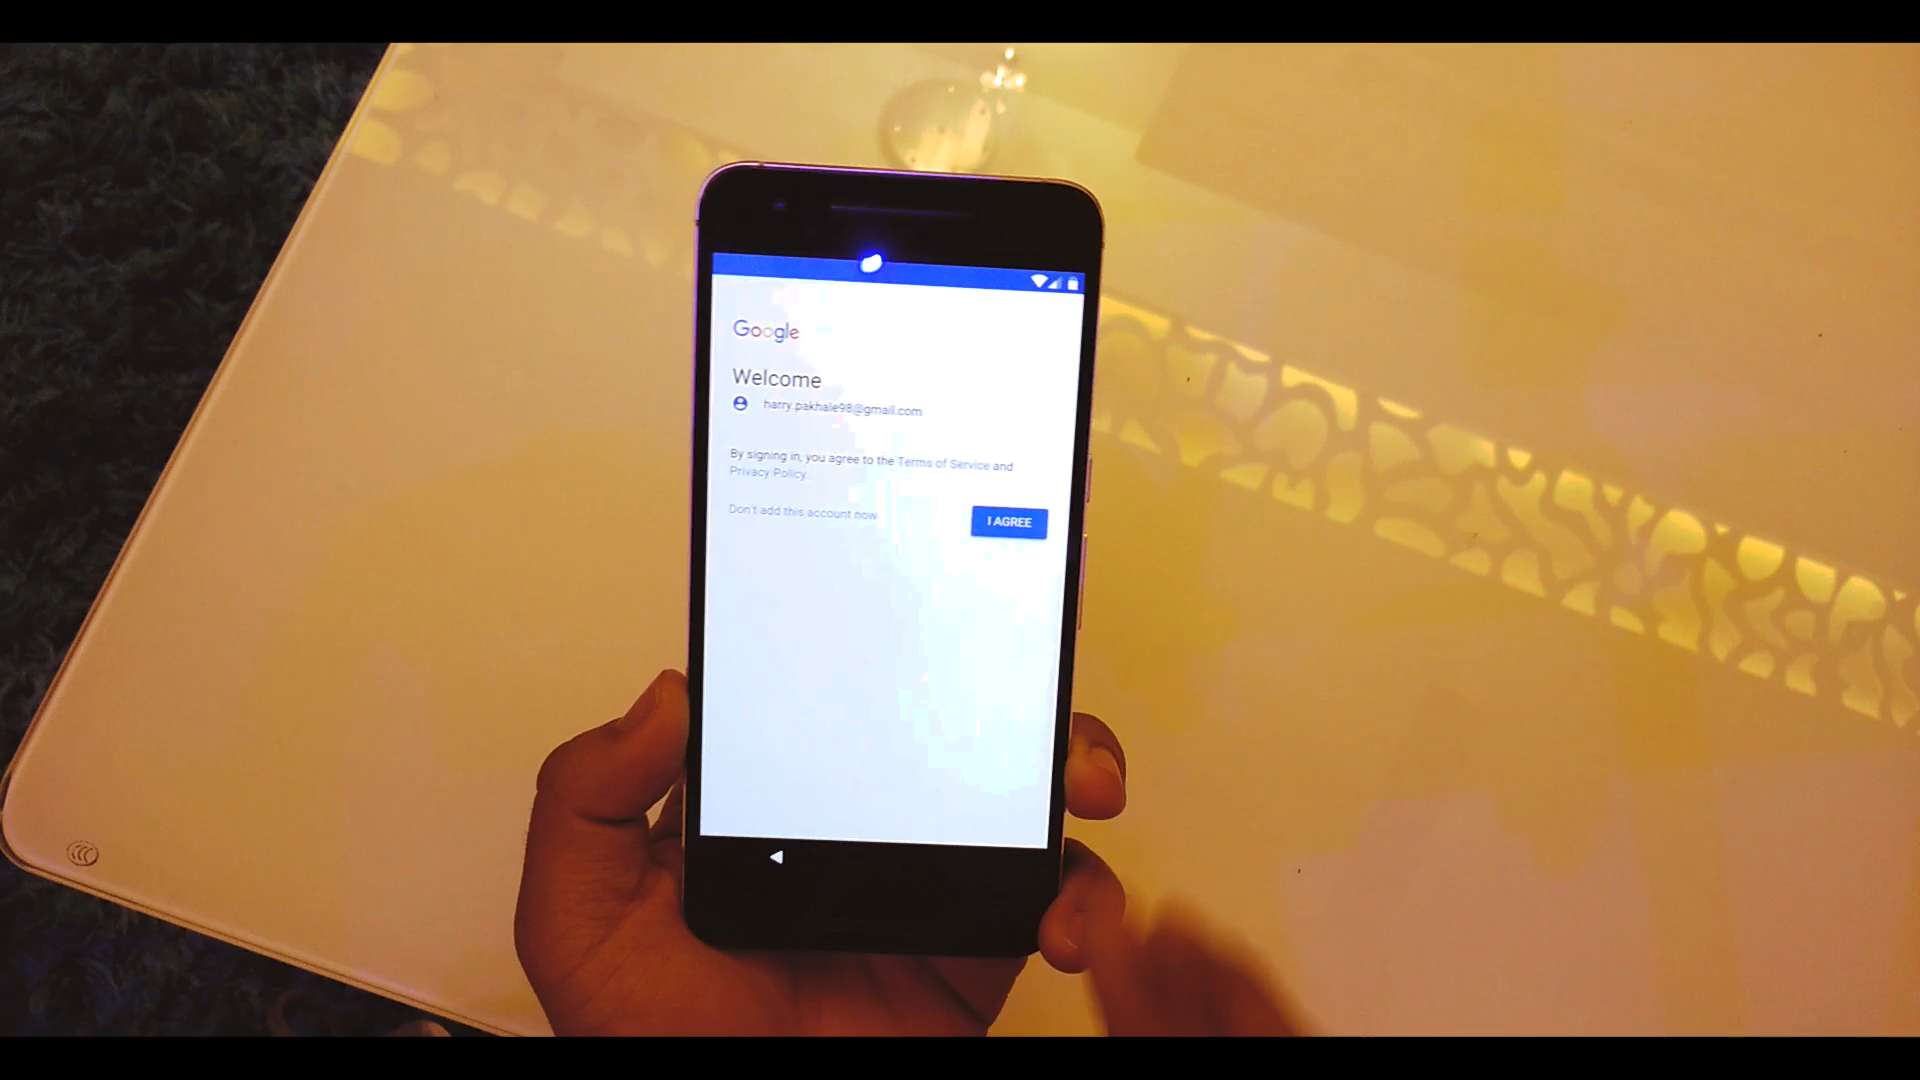 Google
Welcome
harry.pakhale98@gmail.com
By signing in, you agree to the Terms of Service and
Privacy Policy.
Don't add this account now
I AGREE